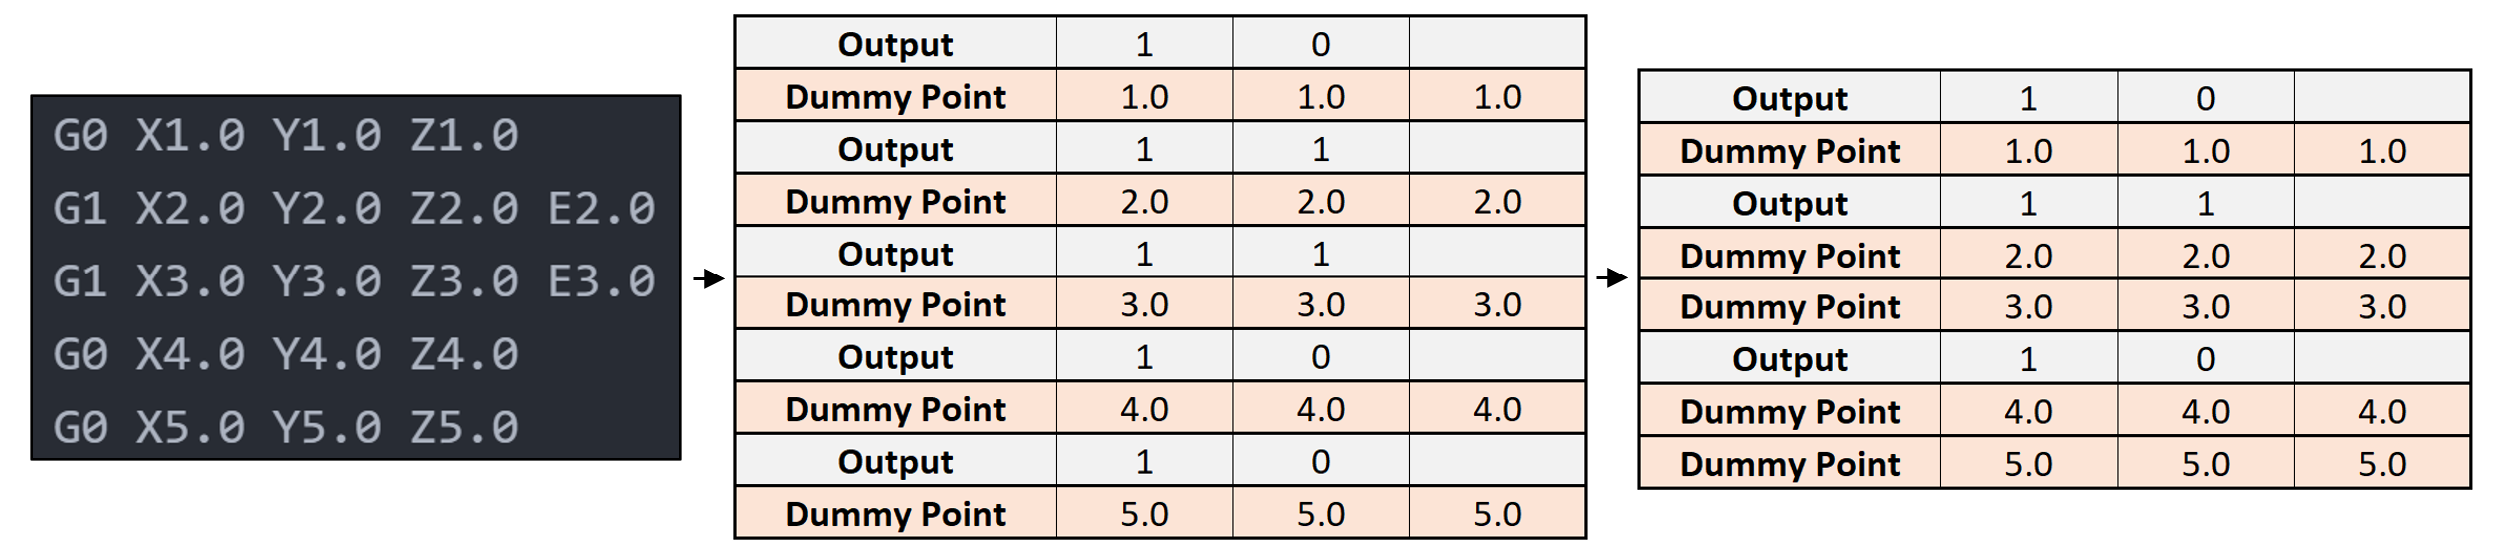 G0 X1.0 Y1.0 Z1.0
G1 X2.0 Y2.0 Z2.0 E2.0
G1 X3.0 Y3.0 Z3.0 E3.0
G0 X4.0 Y4.0 Z4.0
G0 X5.0 Y5.0 Z5.0
Output 1 0
Dummy Point 1.0 1.0 1.0
Output 1 1
Dummy Point 2.0 2.0 2.0
Output 1 1
Dummy Point 3.0 3.0 3.0
Output 1 0
Dummy Point 4.0 4.0 4.0
Output 1 0
Dummy Point 5.0 5.0 5.0
Output 1 0
Dummy Point 1.0 1.0 1.0
Output 1 1
Dummy Point 2.0 2.0 2.0
Dummy Point 3.0 3.0 3.0
Output 1 0
Dummy Point 4.0 4.0 4.0
Dummy Point 5.0 5.0 5.0